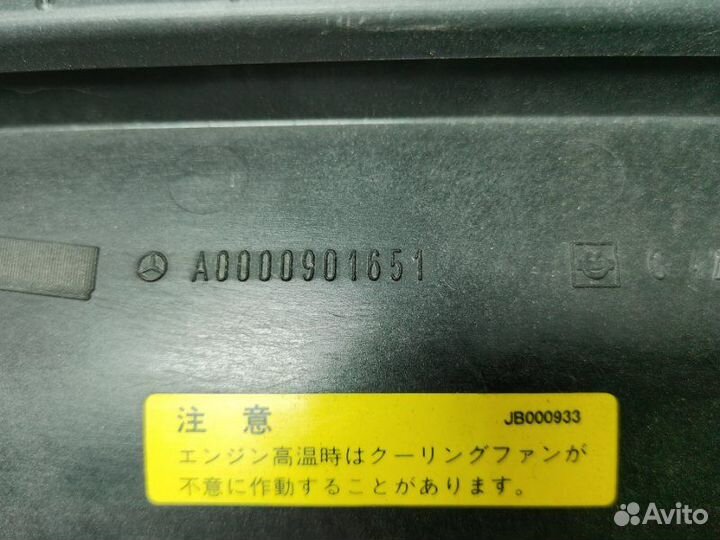 A0000901651
注意 JB000933
エンジン高温時はクーリングファンが
不意に作動することがあります。
Avito